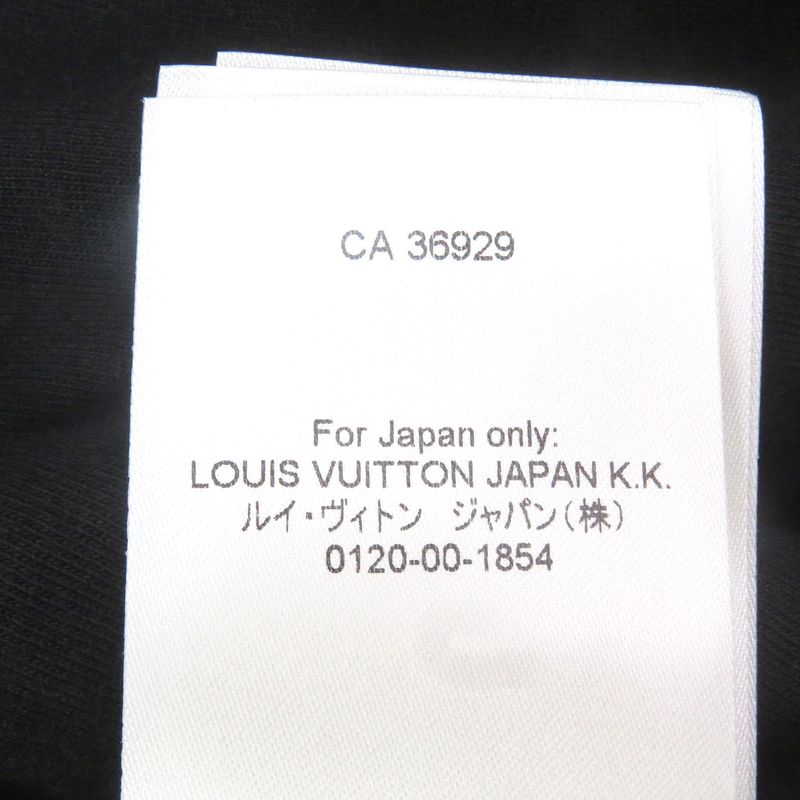 CA 36929
For Japan only:
LOUIS VUITTON JAPAN K.K.
ルイ・ヴィトン　ジャパン(株)
0120-00-1854